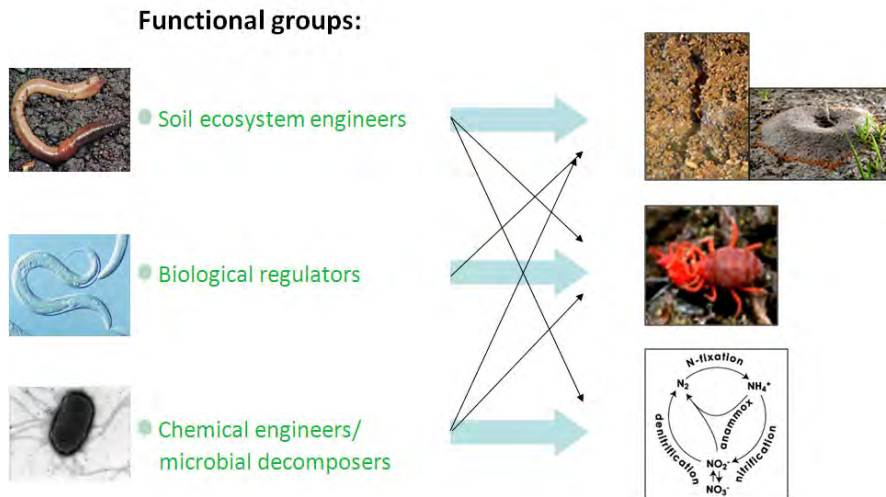 Functional groups:
Soil ecosystem engineers
Biological regulators
Chemical engineers/
microbial decomposers
N-fixation
N₂
NH₄⁺
anammox
denitrification
nitrification
NO₂⁻
NO₃⁻